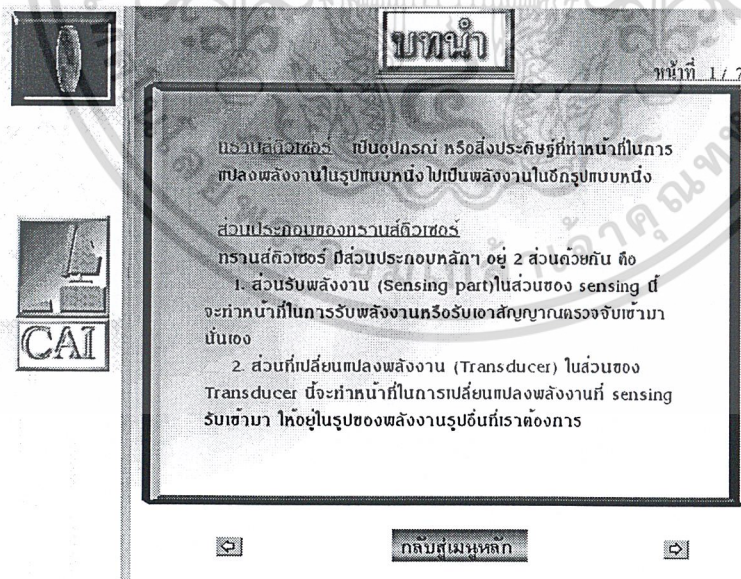 บทนำ
หน้าที่ 1/7
ทรานส์ดิวเซอร์ เป็นอุปกรณ์ หรือสิ่งประดิษฐ์ที่ทำหน้าที่ในการ
แปลงพลังงานในรูปแบบหนึ่งไปเป็นพลังงานในอีกรูปแบบหนึ่ง
ส่วนประกอบของทรานส์ดิวเซอร์
ทรานส์ดิวเซอร์ มีส่วนประกอบหลักๆ อยู่ 2 ส่วนด้วยกัน คือ
1. ส่วนรับพลังงาน (Sensing part)ในส่วนของ sensing นี้
จะทำหน้าที่ในการรับพลังงานหรือรับเอาสัญญาณตรวจจับเข้ามา
นั่นเอง
2. ส่วนที่เปลี่ยนแปลงพลังงาน (Transducer) ในส่วนของ
Transducer นี้จะทำหน้าที่ในการเปลี่ยนแปลงพลังงานที่ sensing
รับเข้ามา ให้อยู่ในรูปของพลังงานรูปอื่นที่เราต้องการ
CAI
กลับสู่เมนูหลัก